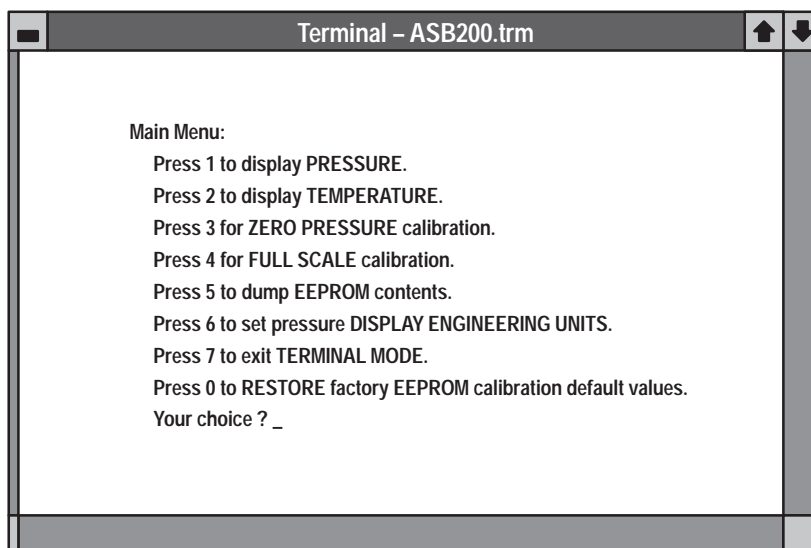 Terminal – ASB200.trm
Main Menu:
Press 1 to display PRESSURE.
Press 2 to display TEMPERATURE.
Press 3 for ZERO PRESSURE calibration.
Press 4 for FULL SCALE calibration.
Press 5 to dump EEPROM contents.
Press 6 to set pressure DISPLAY ENGINEERING UNITS.
Press 7 to exit TERMINAL MODE.
Press 0 to RESTORE factory EEPROM calibration default values.
Your choice ? _